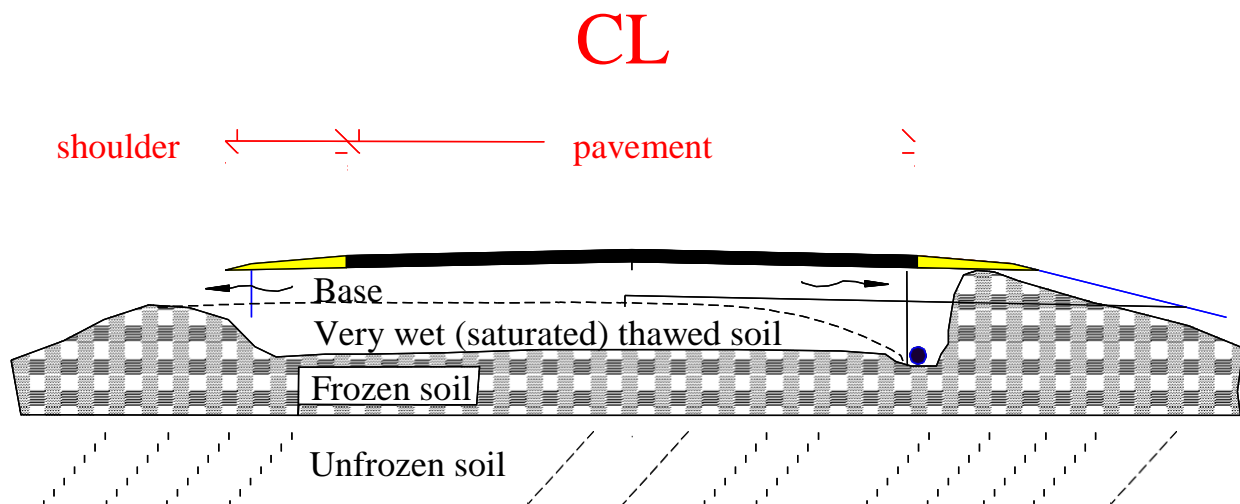 CL
shoulder
pavement
Base
Very wet (saturated) thawed soil
Frozen soil
Unfrozen soil